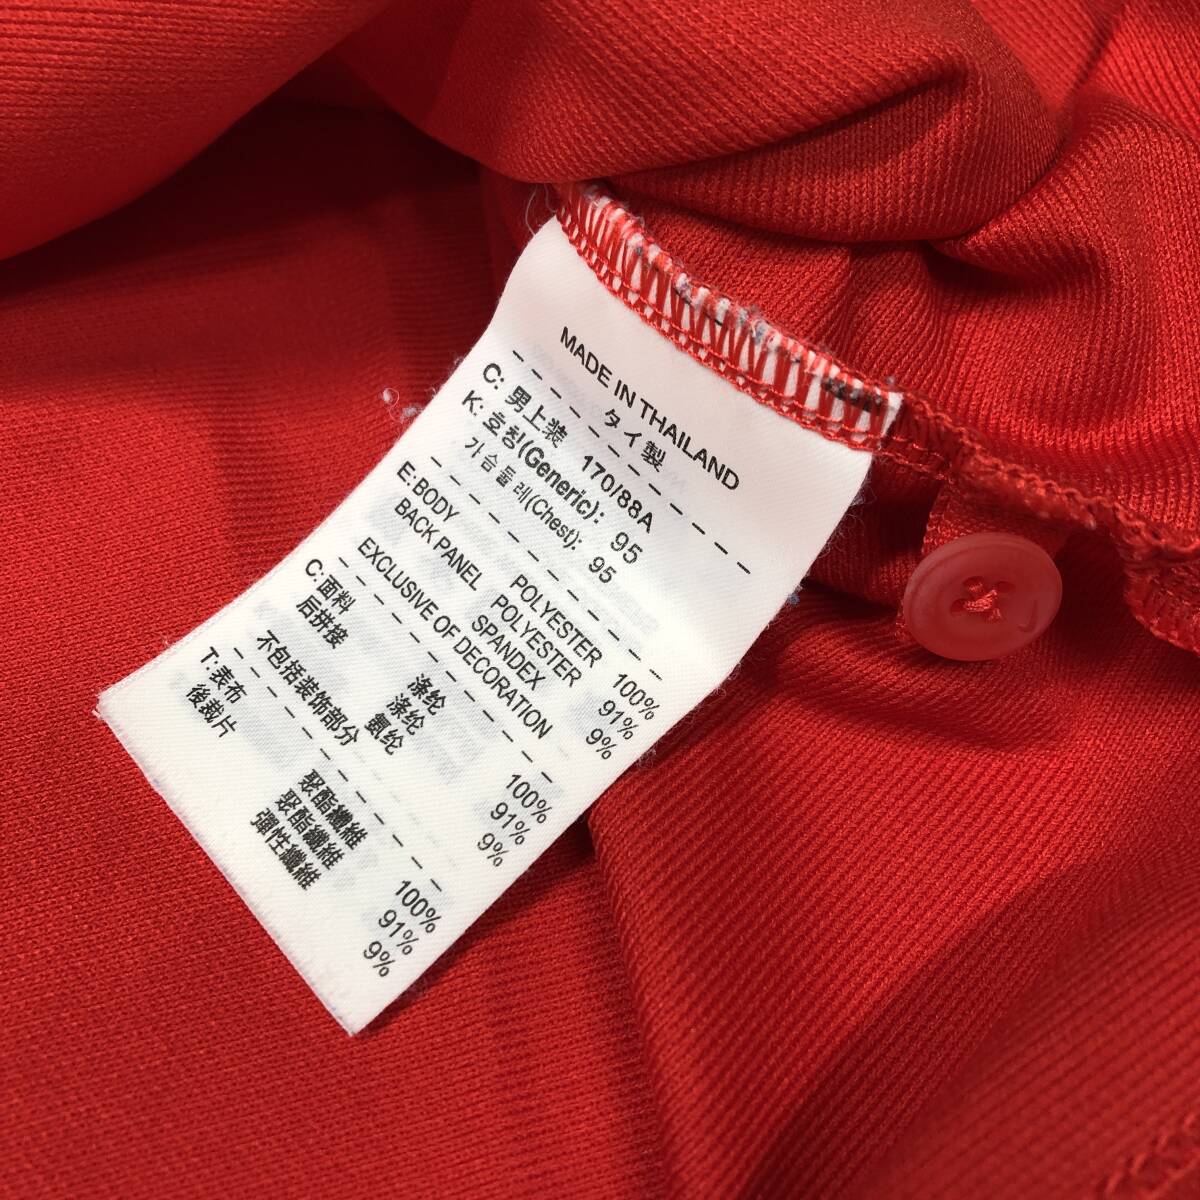 MADE IN THAILAND
タイ製
C: 男上装 170/88A
K: 호칭(Generic): 95
가슴둘레(Chest): 95
E: BODY POLYESTER 100%
BACK PANEL POLYESTER 91%
SPANDEX 9%
EXCLUSIVE OF DECORATION
C: 面料 涤纶 100%
后拼接 涤纶 91%
氨纶 9%
不包括装饰部分
T: 表布 聚酯纖維 100%
後裁片 聚酯纖維 91%
彈性纖維 9%